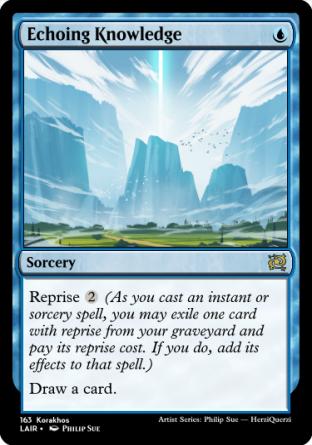 Echoing Knowledge
Sorcery
Reprise 2 (As you cast an instant or
sorcery spell, you may exile one card
with reprise from your graveyard and
pay its reprise cost. If you do, add its
effects to that spell.)
Draw a card.
163 Korakhos
Artist Series: Philip Sue — HerziQuerzi
LAIR • Philip Sue